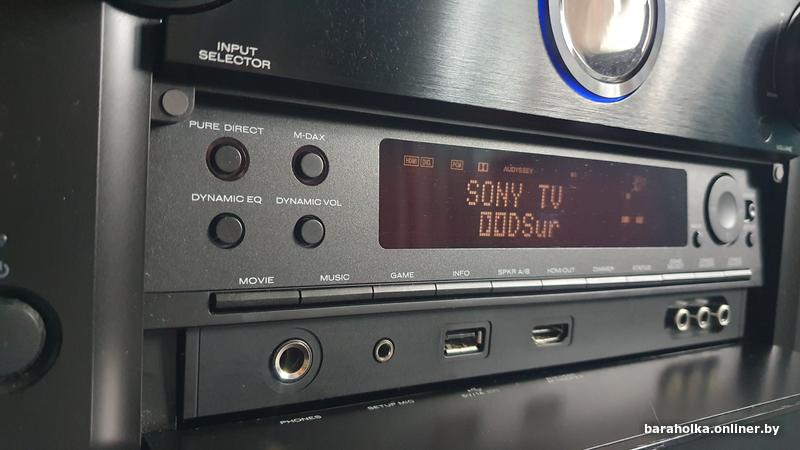 INPUT
SELECTOR
PURE DIRECT
M-DAX
DYNAMIC EQ
DYNAMIC VOL
HDMI DIG. PCM AUDYSSEY
SONY TV
DSur
MOVIE
MUSIC
GAME
INFO
SPKR A/B
HDMI OUT
DIMMER
STATUS
PHONES
SETUP MIC
baraholka.onliner.by